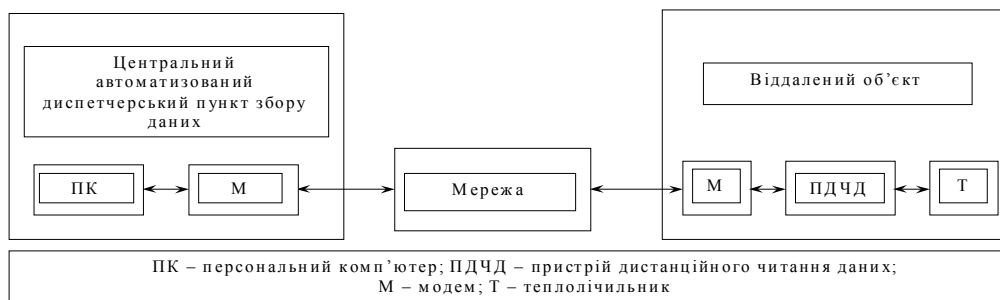 Центральний
автоматизований
диспетчерський пункт збору
даних
Віддалений об’єкт
ПК
М
Мережа
М
ПДЧД
Т
ПК – персональний комп’ютер; ПДЧД – пристрій дистанційного читання даних;
М – модем; Т – теплолічильник